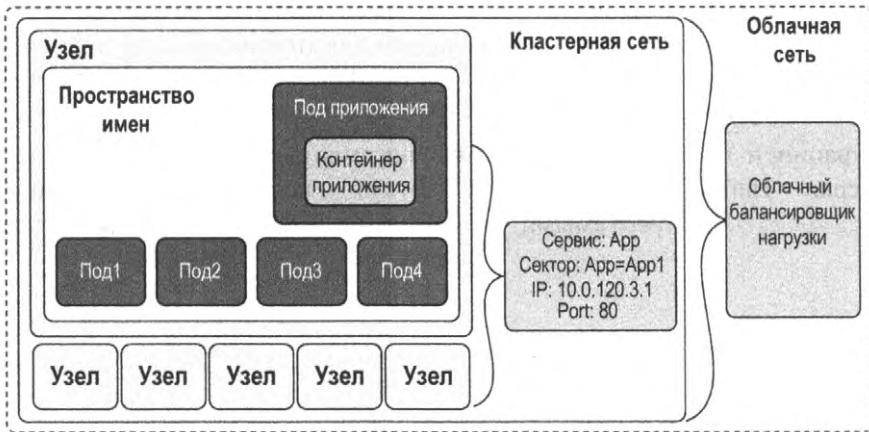 Узел
Пространство
имен
Под приложения
Контейнер
приложения
Под1
Под2
Под3
Под4
Узел
Узел
Узел
Узел
Узел
Кластерная сеть
Сервис: App
Сектор: App=App1
IP: 10.0.120.3.1
Port: 80
Облачная
сеть
Облачный
балансировщик
нагрузки